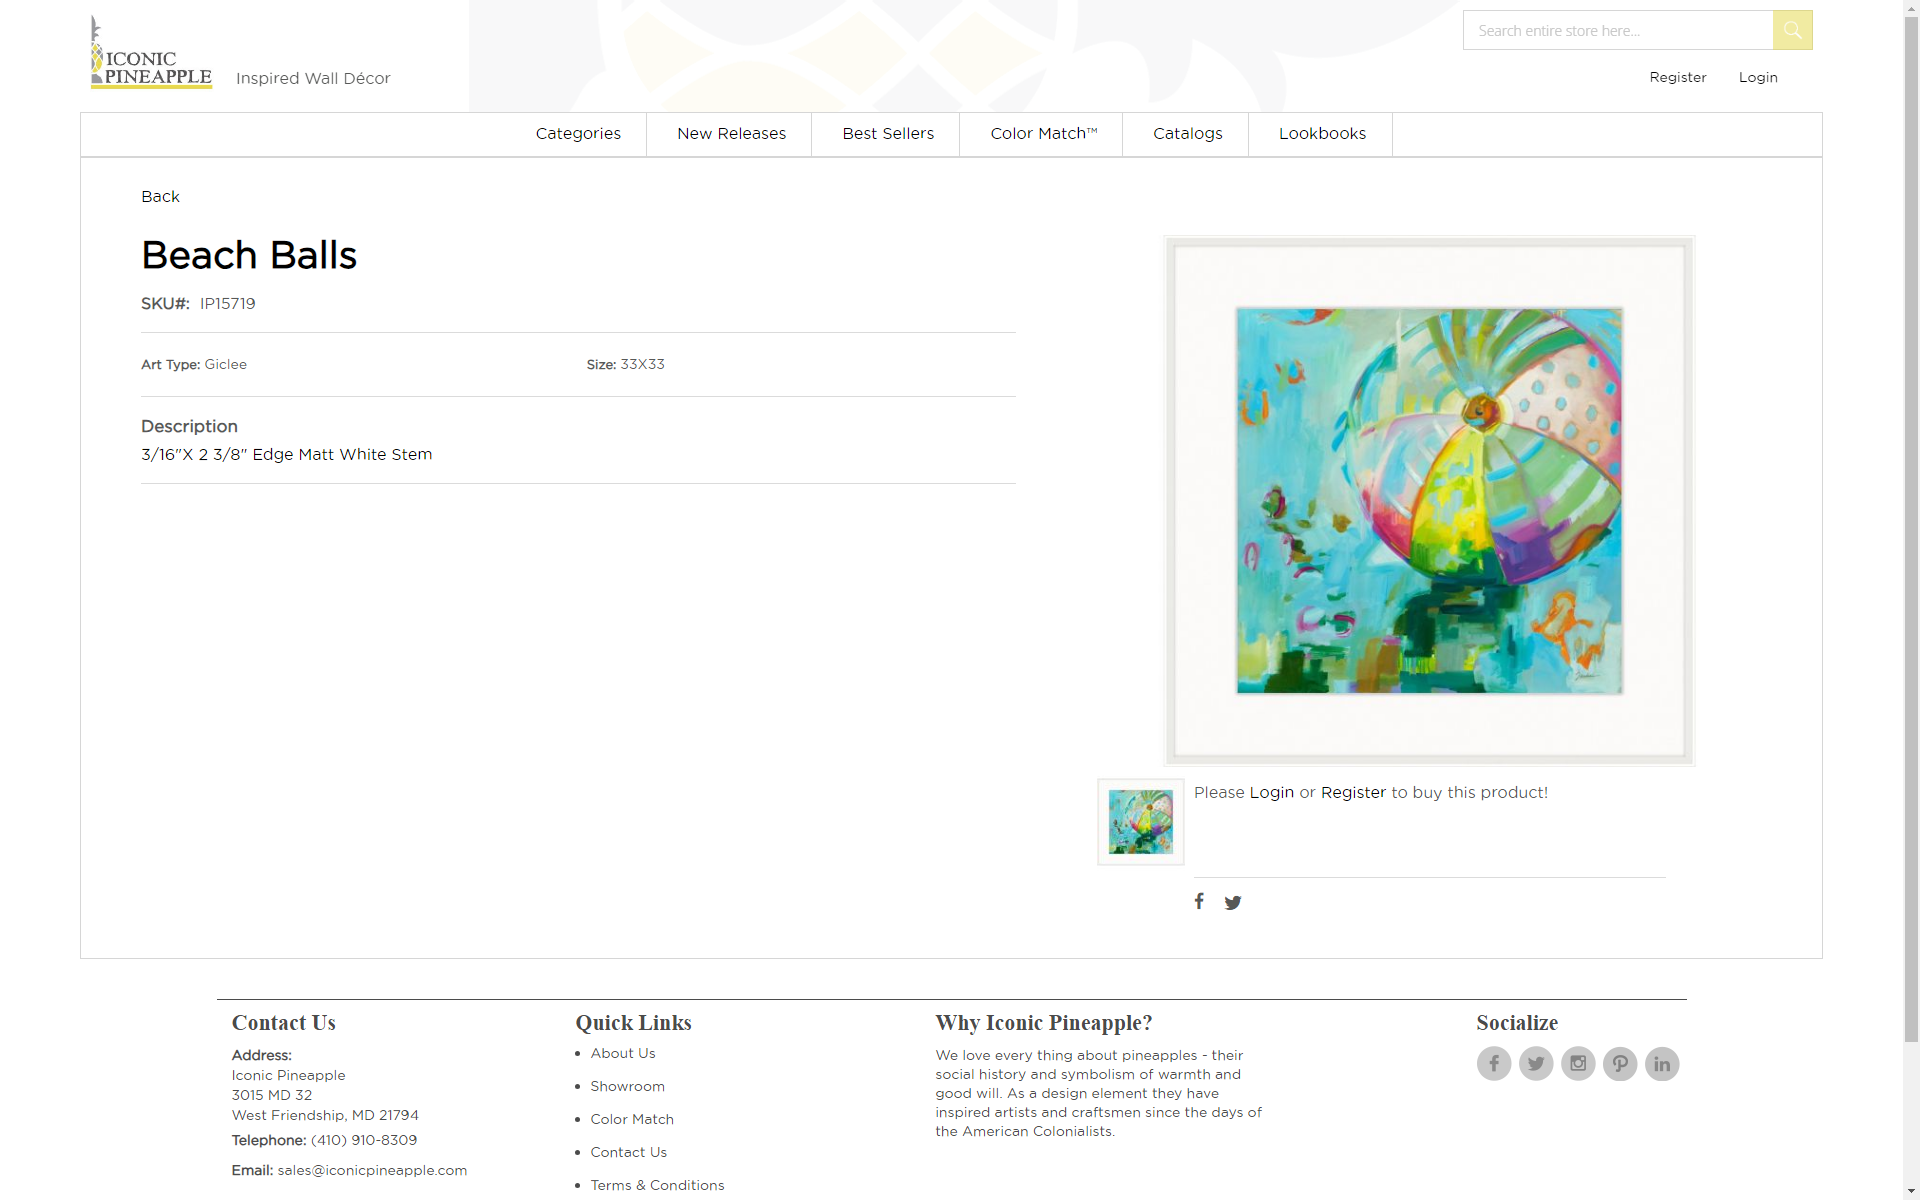 ICONIC
PINEAPPLE
Inspired Wall Décor
Search entire store here...
Register
Login
Categories
New Releases
Best Sellers
Color Match™
Catalogs
Lookbooks
Back
Beach Balls
SKU#: IP15719
Art Type: Giclee
Size: 33X33
Description
3/16"X 2 3/8" Edge Matt White Stem
Please Login or Register to buy this product!
Contact Us
Address:
Iconic Pineapple
3015 MD 32
West Friendship, MD 21794
Telephone: (410) 910-8309
Email: sales@iconicpineapple.com
Quick Links
About Us
Showroom
Color Match
Contact Us
Terms & Conditions
Why Iconic Pineapple?
We love every thing about pineapples - their
social history and symbolism of warmth and
good will. As a design element they have
inspired artists and craftsmen since the days of
the American Colonialists.
Socialize